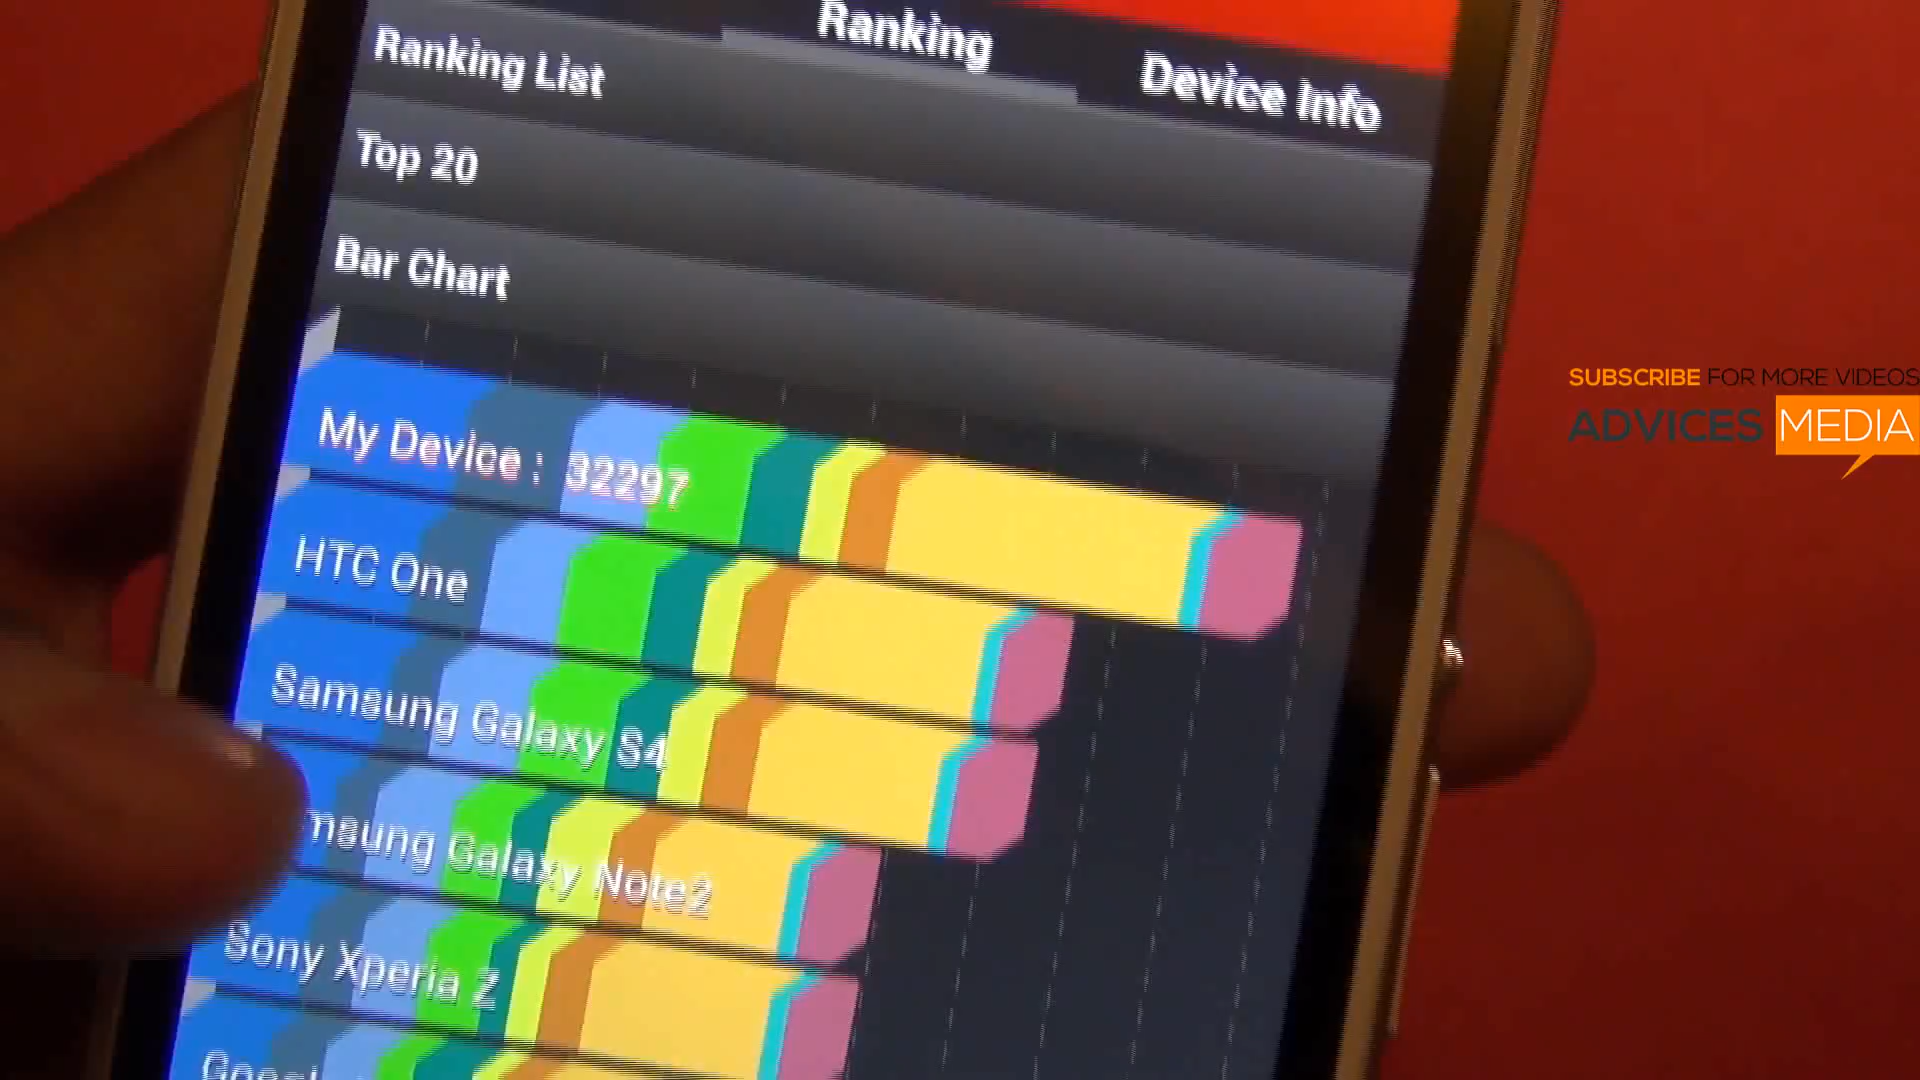 Ranking
Device Info
Ranking List
Top 20
Bar Chart
My Device : 32297
HTC One
Samsung Galaxy S4
msung Galaxy Note2
Sony Xperia Z
SUBSCRIBE FOR MORE VIDEOS
ADVICES MEDIA